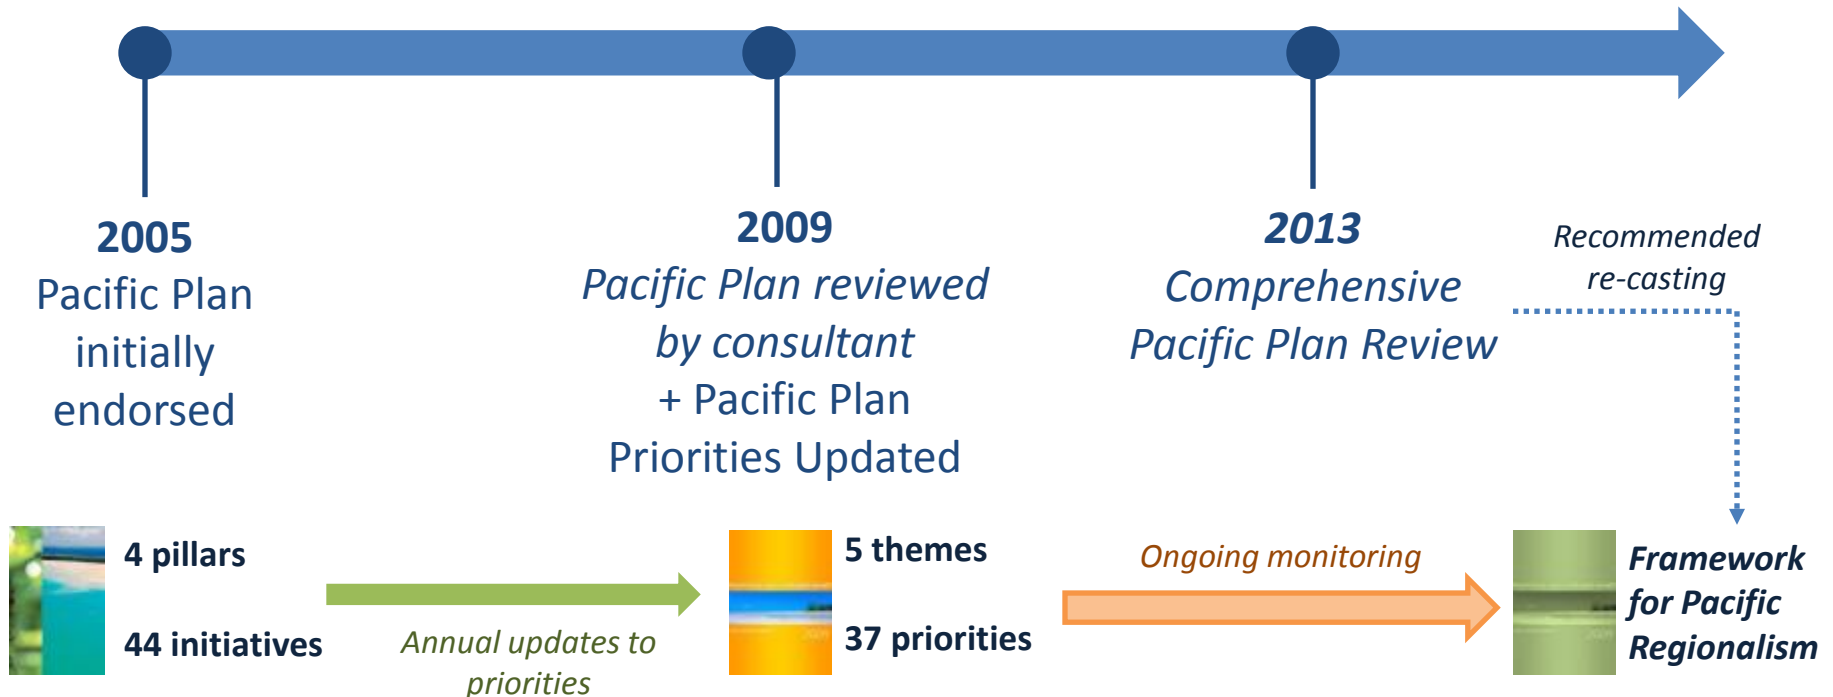 2005
Pacific Plan
initially
endorsed
2009
Pacific Plan reviewed
by consultant
+ Pacific Plan
Priorities Updated
2013
Comprehensive
Pacific Plan Review
Recommended
re-casting
4 pillars
44 initiatives
Annual updates to
priorities
5 themes
37 priorities
Ongoing monitoring
Framework
for Pacific
Regionalism